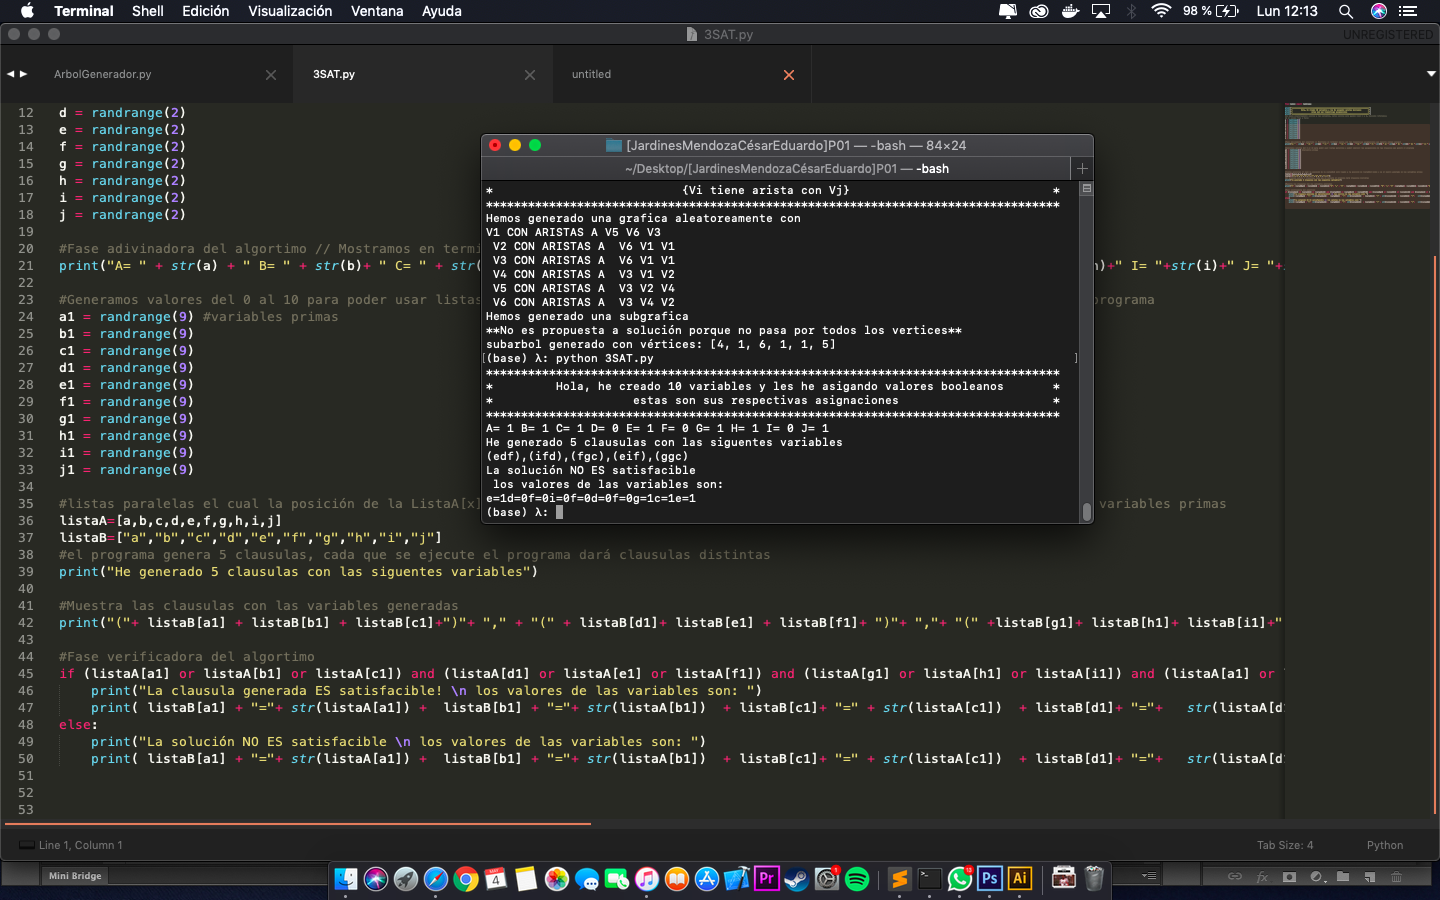 Terminal Shell Edición Visualización Ventana Ayuda 98 % Lun 12:13
3SAT.py UNREGISTERED
ArbolGenerador.py 3SAT.py untitled
12 d = randrange(2)
13 e = randrange(2)
14 f = randrange(2)
15 g = randrange(2)
16 h = randrange(2)
17 i = randrange(2)
18 j = randrange(2)
19
20 #Fase adivinadora del algortimo // Mostramos en termi
21 print("A= " + str(a) + " B= " + str(b)+ " C= " + str( )+" I= "+str(i)+" J= "+
22
23 #Generamos valores del 0 al 10 para poder usar listas programa
24 a1 = randrange(9) #variables primas
25 b1 = randrange(9)
26 c1 = randrange(9)
27 d1 = randrange(9)
28 e1 = randrange(9)
29 f1 = randrange(9)
30 g1 = randrange(9)
31 h1 = randrange(9)
32 i1 = randrange(9)
33 j1 = randrange(9)
34
35 #listas paralelas el cual la posición de la ListaA[x] variables primas
36 listaA=[a,b,c,d,e,f,g,h,i,j]
37 listaB=["a","b","c","d","e","f","g","h","i","j"]
38 #el programa genera 5 clausulas, cada que se ejecute el programa dará clausulas distintas
39 print("He generado 5 clausulas con las siguentes variables")
40
41 #Muestra las clausulas con las variables generadas
42 print("("+ listaB[a1] + listaB[b1] + listaB[c1]+")"+ "," + "(" + listaB[d1]+ listaB[e1] + listaB[f1]+ ")"+ ","+ "(" +listaB[g1]+ listaB[h1]+ listaB[i1]+"
43
44 #Fase verificadora del algortimo
45 if (listaA[a1] or listaA[b1] or listaA[c1]) and (listaA[d1] or listaA[e1] or listaA[f1]) and (listaA[g1] or listaA[h1] or listaA[i1]) and (listaA[a1] or
46 print("La clausula generada ES satisfacible! \n los valores de las variables son: ")
47 print( listaB[a1] + "="+ str(listaA[a1]) + listaB[b1] + "="+ str(listaA[b1]) + listaB[c1]+ "=" + str(listaA[c1]) + listaB[d1]+ "="+ str(listaA[d
48 else:
49 print("La solución NO ES satisfacible \n los valores de las variables son: ")
50 print( listaB[a1] + "="+ str(listaA[a1]) + listaB[b1] + "="+ str(listaA[b1]) + listaB[c1]+ "=" + str(listaA[c1]) + listaB[d1]+ "="+ str(listaA[d
51
52
53
[JardinesMendozaCésarEduardo]P01 — -bash — 84×24
~/Desktop/[JardinesMendozaCésarEduardo]P01 — -bash
* {Vi tiene arista con Vj} *
**********************************************************************************
Hemos generado una grafica aleatoreamente con
V1 CON ARISTAS A V5 V6 V3
V2 CON ARISTAS A V6 V1 V1
V3 CON ARISTAS A V6 V1 V1
V4 CON ARISTAS A V3 V1 V2
V5 CON ARISTAS A V3 V2 V4
V6 CON ARISTAS A V3 V4 V2
Hemos generado una subgrafica
**No es propuesta a solución porque no pasa por todos los vertices**
subarbol generado con vértices: [4, 1, 6, 1, 1, 5]
[(base) λ: python 3SAT.py ]
**********************************************************************************
* Hola, he creado 10 variables y les he asigando valores booleanos *
* estas son sus respectivas asignaciones *
**********************************************************************************
A= 1 B= 1 C= 1 D= 0 E= 1 F= 0 G= 1 H= 1 I= 0 J= 1
He generado 5 clausulas con las siguentes variables
(edf),(ifd),(fgc),(eif),(ggc)
La solución NO ES satisfacible
los valores de las variables son:
e=1d=0f=0i=0f=0d=0f=0g=1c=1e=1
(base) λ:
Line 1, Column 1 Tab Size: 4 Python
Mini Bridge
fx
4
Pr
Ps
Ai